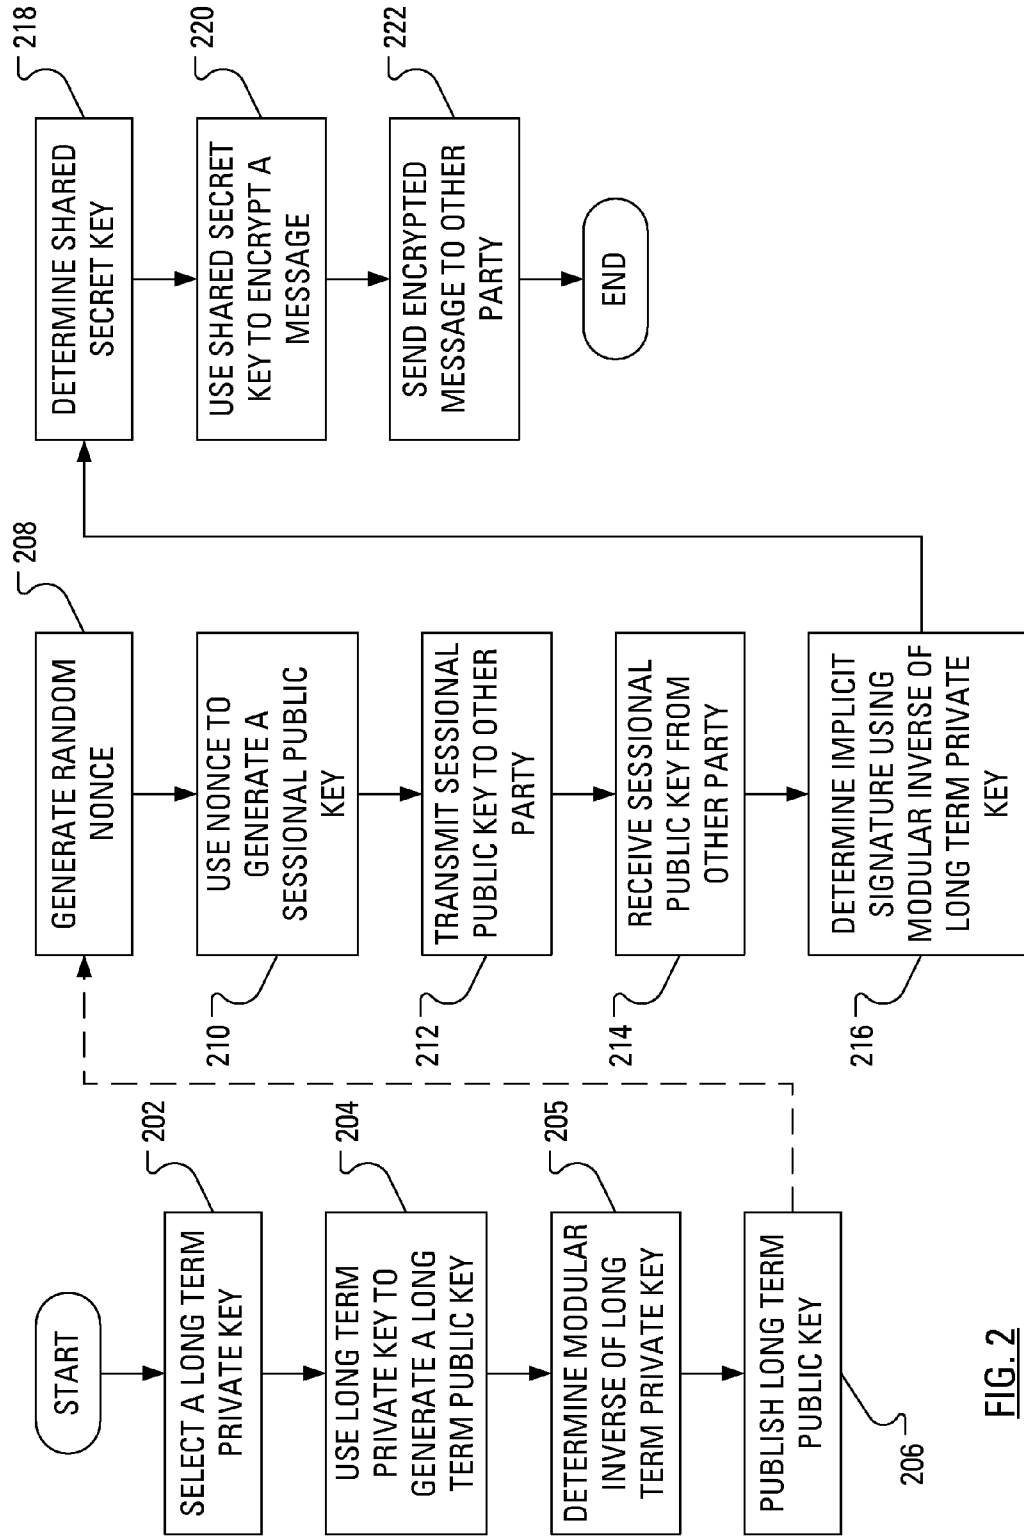 START
SELECT A LONG TERM
PRIVATE KEY
202
USE LONG TERM
PRIVATE KEY TO
GENERATE A LONG
TERM PUBLIC KEY
204
DETERMINE MODULAR
INVERSE OF LONG
TERM PRIVATE KEY
205
PUBLISH LONG TERM
PUBLIC KEY
206
GENERATE RANDOM
NONCE
208
USE NONCE TO
GENERATE A
SESSIONAL PUBLIC
KEY
210
TRANSMIT SESSIONAL
PUBLIC KEY TO OTHER
PARTY
212
RECEIVE SESSIONAL
PUBLIC KEY FROM
OTHER PARTY
214
DETERMINE IMPLICIT
SIGNATURE USING
MODULAR INVERSE OF
LONG TERM PRIVATE
KEY
216
DETERMINE SHARED
SECRET KEY
218
USE SHARED SECRET
KEY TO ENCRYPT A
MESSAGE
220
SEND ENCRYPTED
MESSAGE TO OTHER
PARTY
222
END
FIG. 2